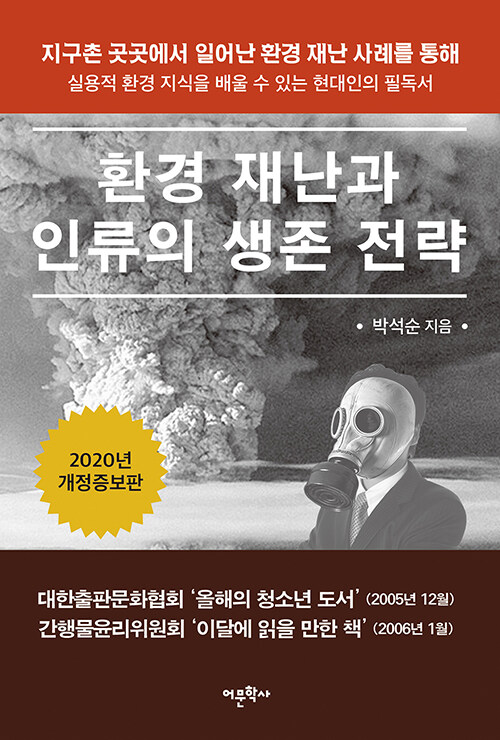 지구촌 곳곳에서 일어난 환경 재난 사례를 통해
실용적 환경 지식을 배울 수 있는 현대인의 필독서
환경 재난과
인류의 생존 전략
• 박석순 지음 •
2020년
개정증보판
대한출판문화협회 ‘올해의 청소년 도서’ (2005년 12월)
간행물윤리위원회 ‘이달에 읽을 만한 책’ (2006년 1월)
어문학사